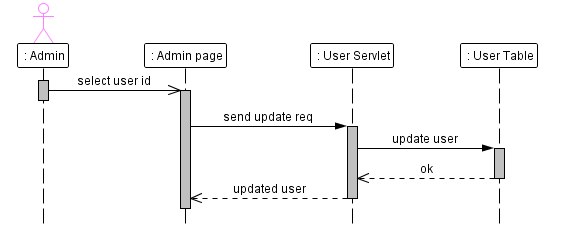 : Admin
: Admin page
: User Servlet
: User Table
select user id
send update req
update user
ok
updated user